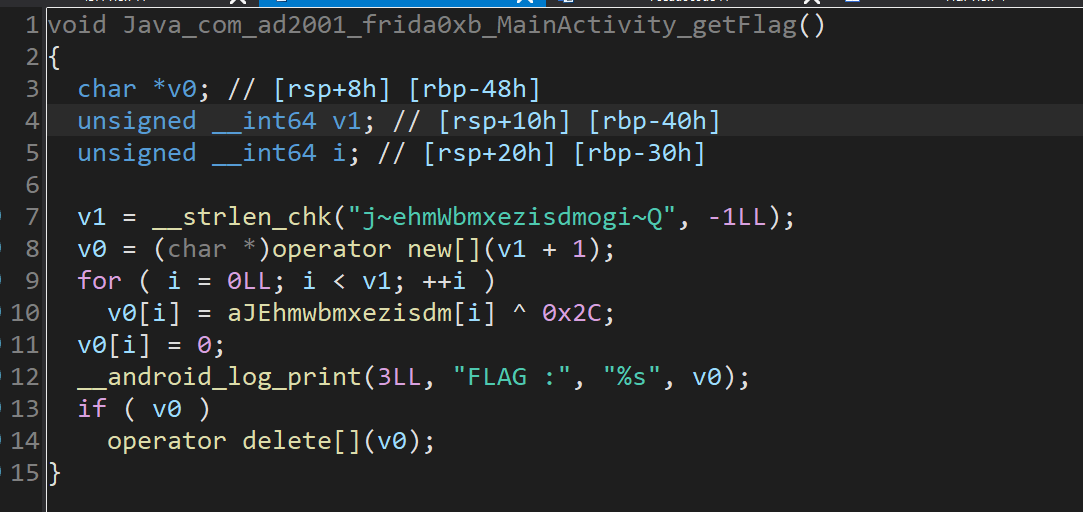 1 void Java_com_ad2001_frida0xb_MainActivity_getFlag()
2 {
3 char *v0; // [rsp+8h] [rbp-48h]
4 unsigned __int64 v1; // [rsp+10h] [rbp-40h]
5 unsigned __int64 i; // [rsp+20h] [rbp-30h]
6
7 v1 = __strlen_chk("j~ehmWbmxezisdmogi~Q", -1LL);
8 v0 = (char *)operator new[](v1 + 1);
9 for ( i = 0LL; i < v1; ++i )
10 v0[i] = aJEhmwbmxezisdm[i] ^ 0x2C;
11 v0[i] = 0;
12 __android_log_print(3LL, "FLAG :", "%s", v0);
13 if ( v0 )
14 operator delete[](v0);
15 }